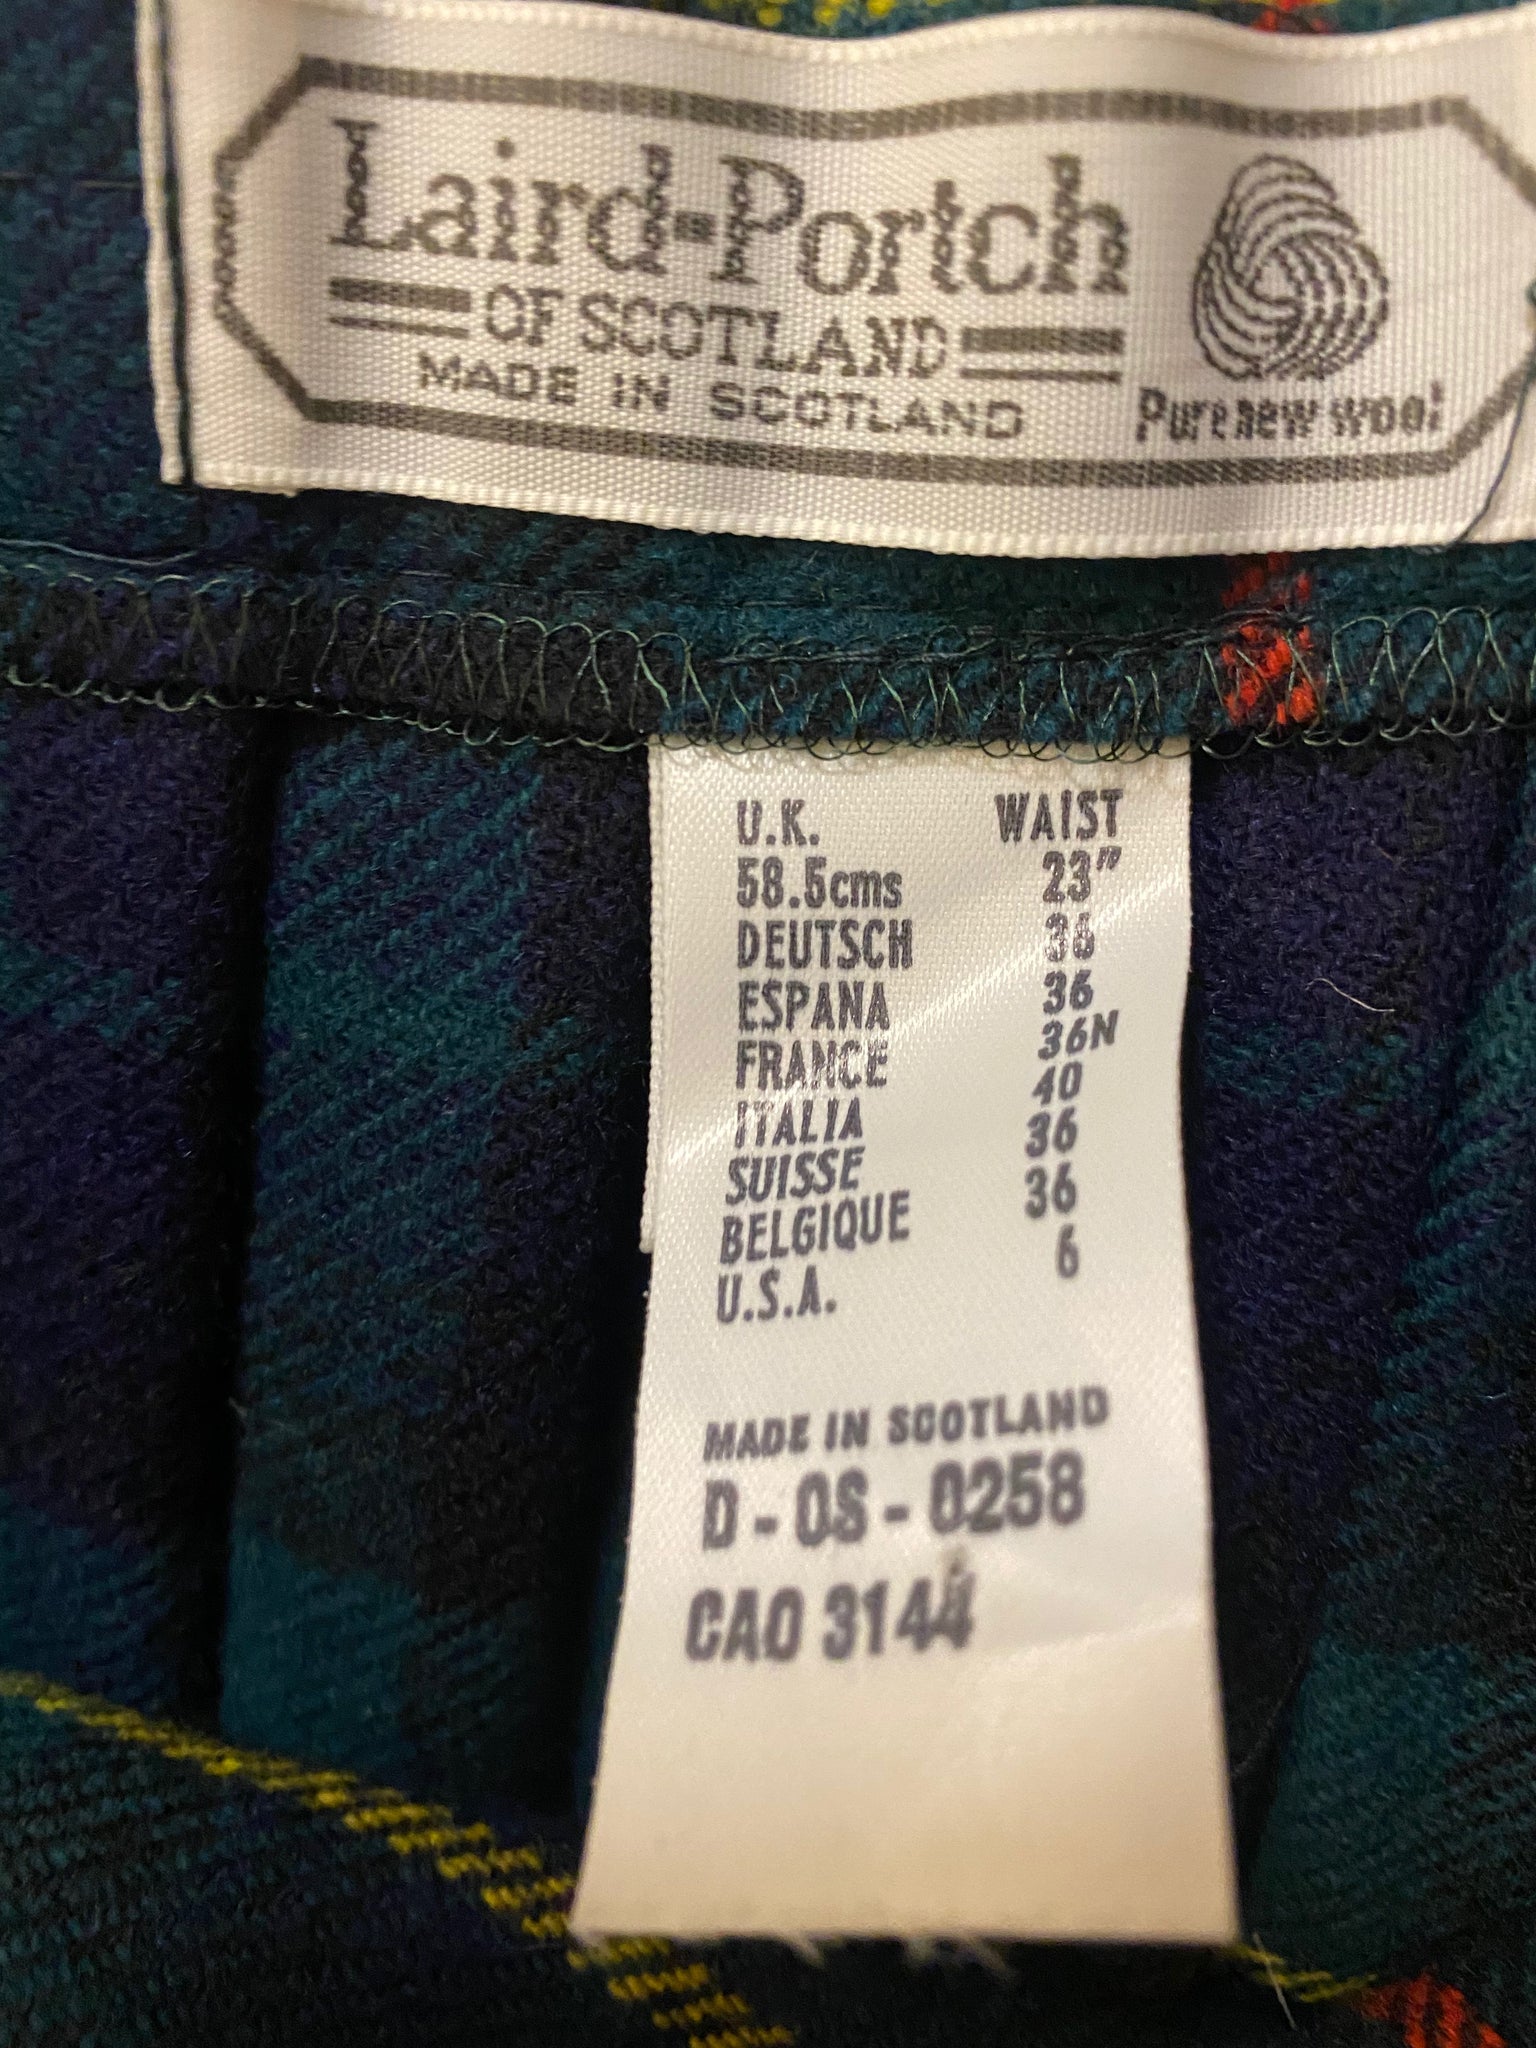 Laird-Portch
OF SCOTLAND
MADE IN SCOTLAND
Pure new wool
U.K. WAIST
58.5cms 23"
DEUTSCH 36
ESPANA 36
FRANCE 36N
ITALIA 40
SUISSE 36
BELGIQUE 36
U.S.A. 6
MADE IN SCOTLAND
D - OS - 0258
CAO 3144